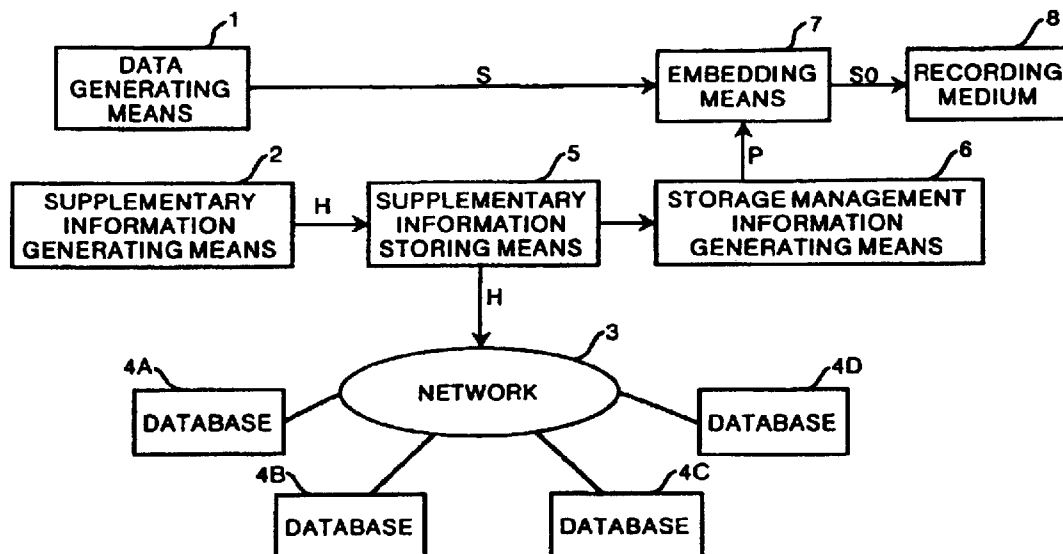 1
7
8
DATA
GENERATING
MEANS
S
EMBEDDING
MEANS
S0
RECORDING
MEDIUM
2
5
P
6
SUPPLEMENTARY
INFORMATION
GENERATING MEANS
H
SUPPLEMENTARY
INFORMATION
STORING MEANS
STORAGE MANAGEMENT
INFORMATION
GENERATING MEANS
H
3
4A
NETWORK
4D
DATABASE
DATABASE
4B
4C
DATABASE
DATABASE